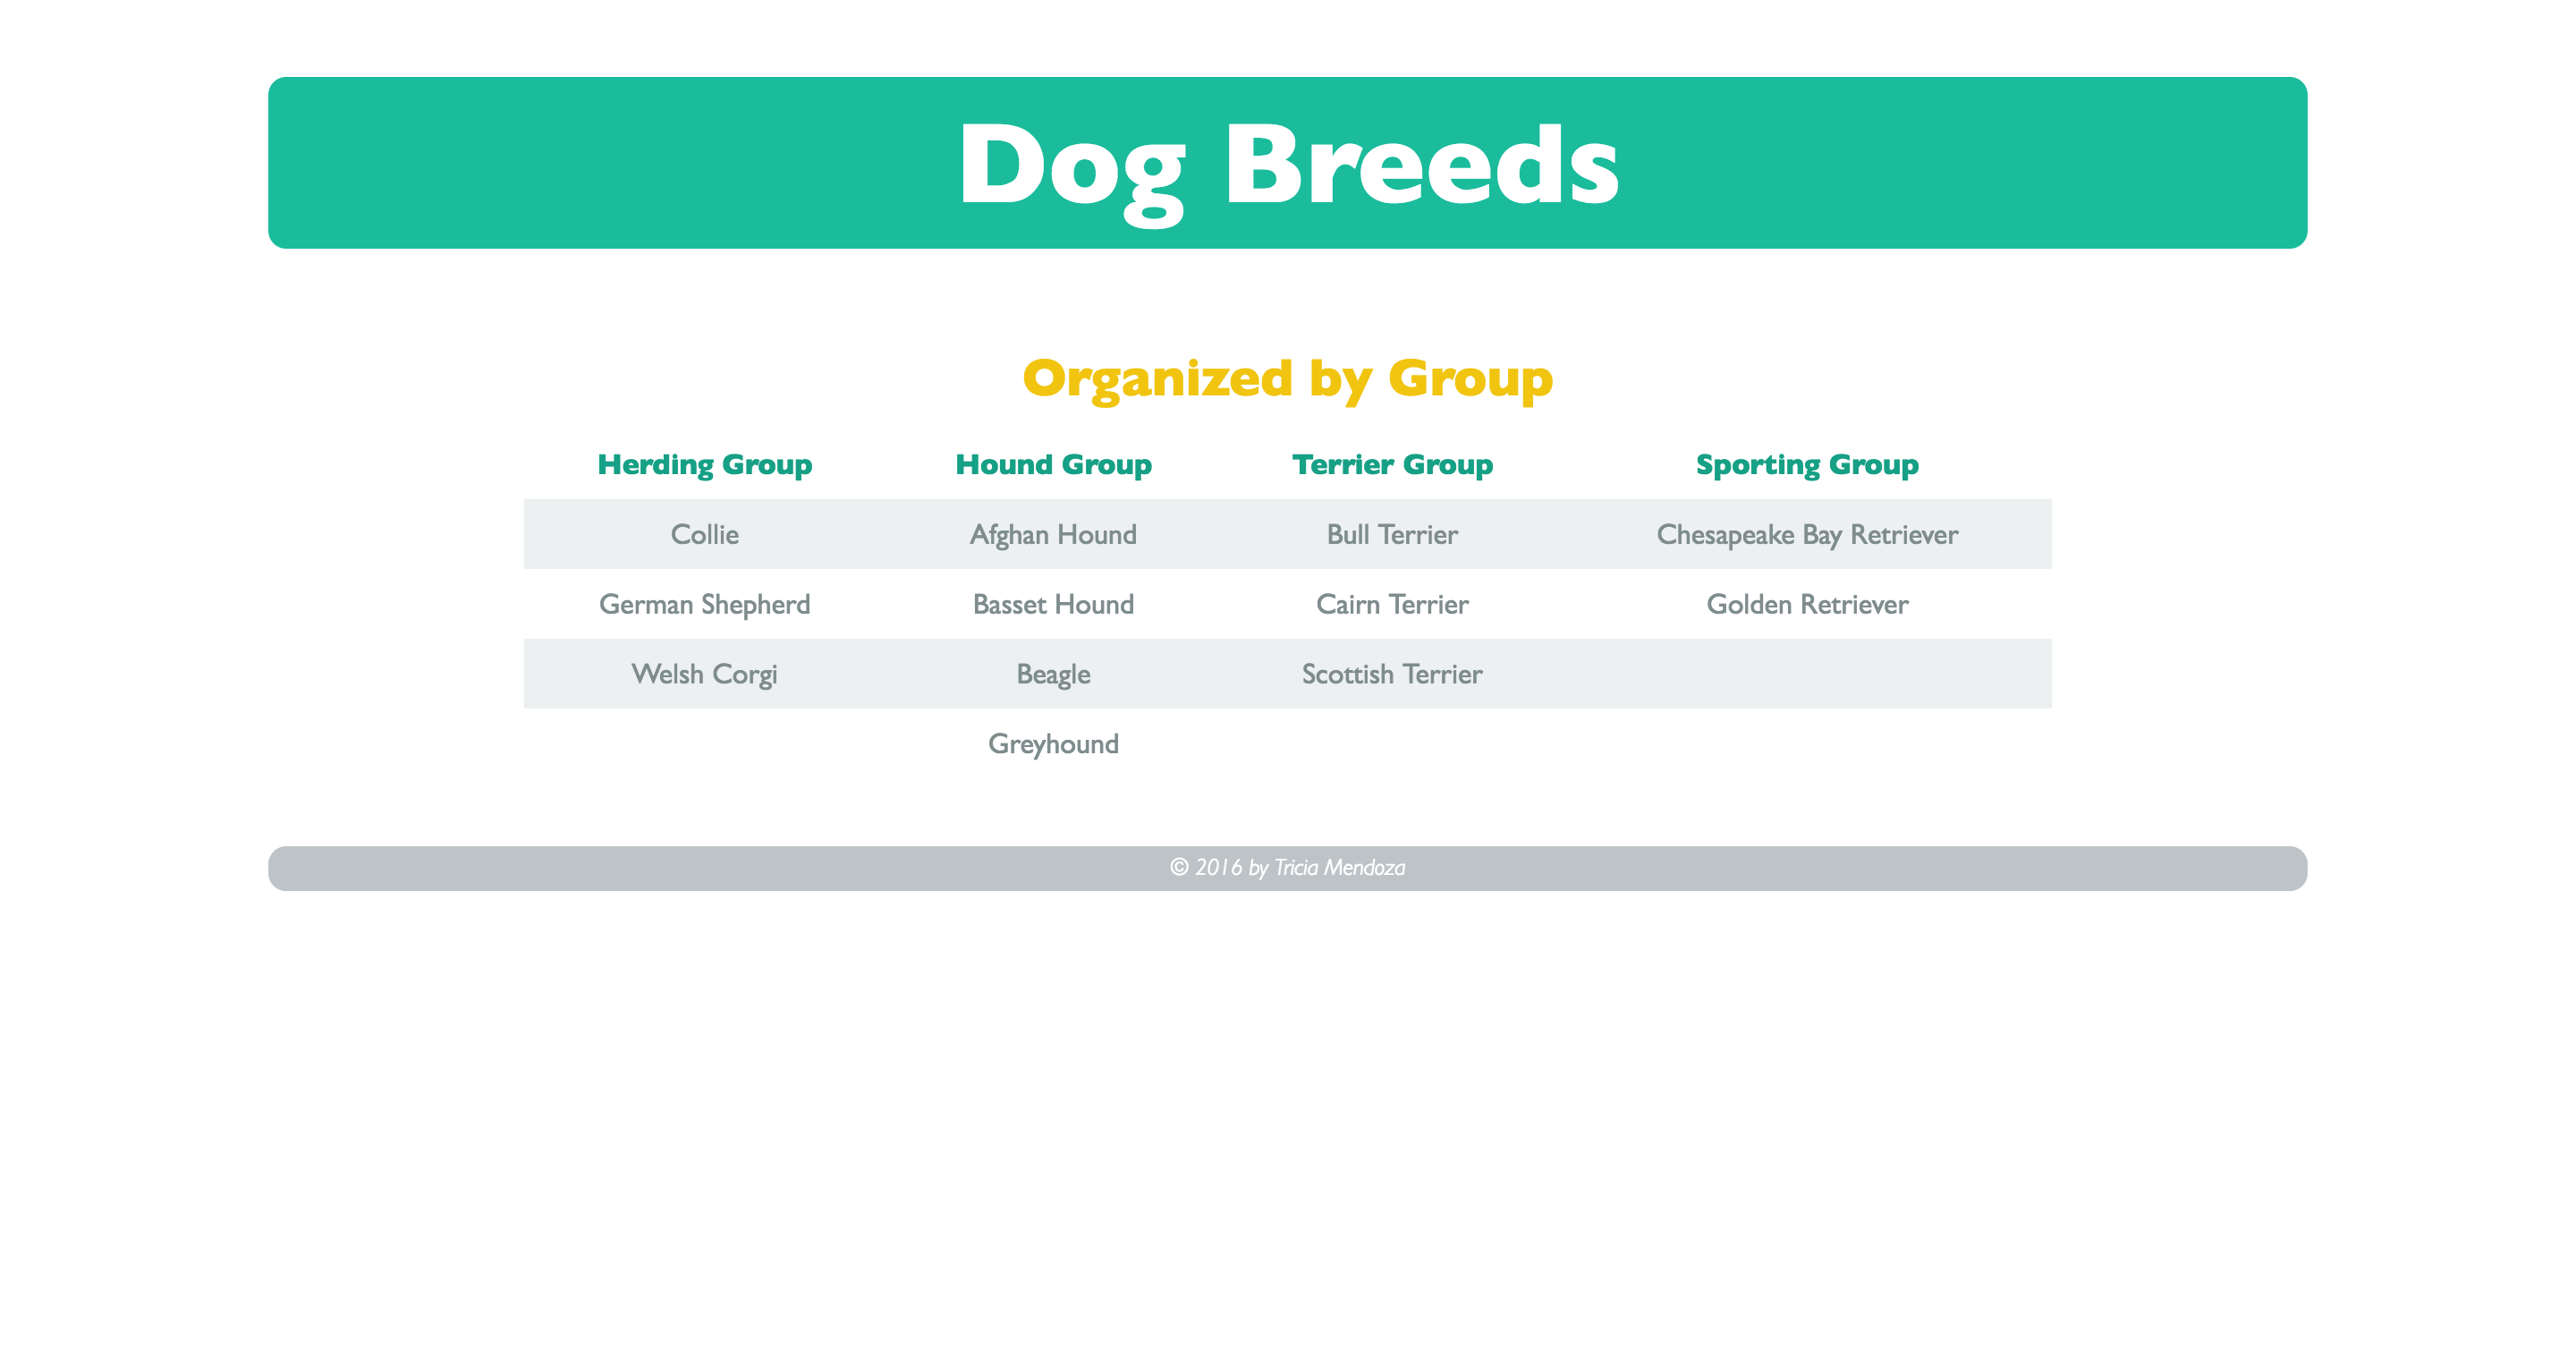 Dog Breeds
Organized by Group
Herding Group Hound Group Terrier Group Sporting Group
Collie Afghan Hound Bull Terrier Chesapeake Bay Retriever
German Shepherd Basset Hound Cairn Terrier Golden Retriever
Welsh Corgi Beagle Scottish Terrier
Greyhound
© 2016 by Tricia Mendoza